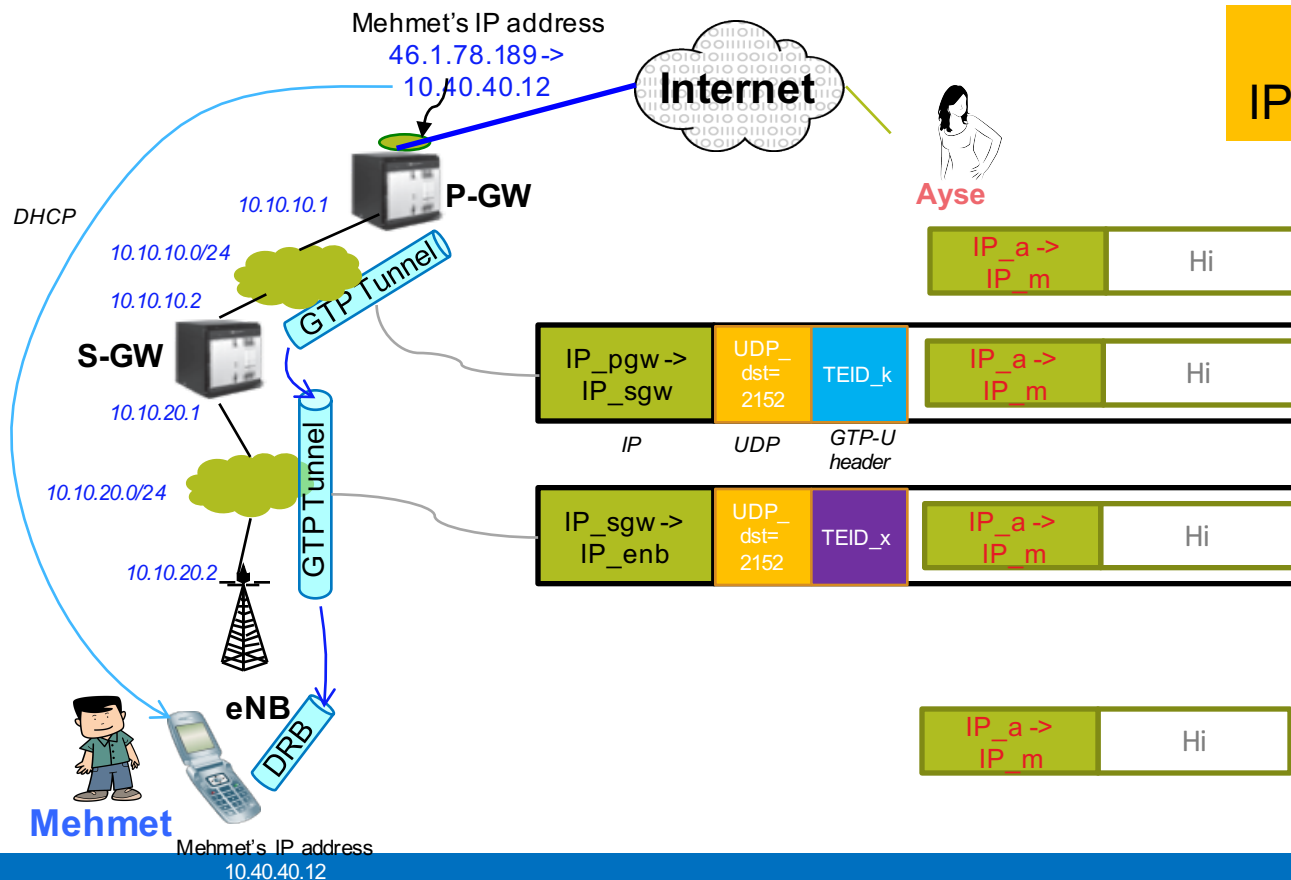 Mehmet's IP address
46.1.78.189 ->
10.40.40.12
Internet
IP
Ayse
P-GW
DHCP
10.10.10.1
10.10.10.0/24
GTP Tunnel
10.10.10.2
S-GW
10.10.20.1
GTP Tunnel
10.10.20.0/24
10.10.20.2
eNB
DRB
Mehmet
Mehmet's IP address
10.40.40.12
IP_a ->
IP_m
Hi
IP_pgw ->
IP_sgw
UDP_
dst=
2152
TEID_k
IP_a ->
IP_m
Hi
IP
UDP
GTP-U
header
IP_sgw ->
IP_enb
UDP_
dst=
2152
TEID_x
IP_a ->
IP_m
Hi
IP_a ->
IP_m
Hi